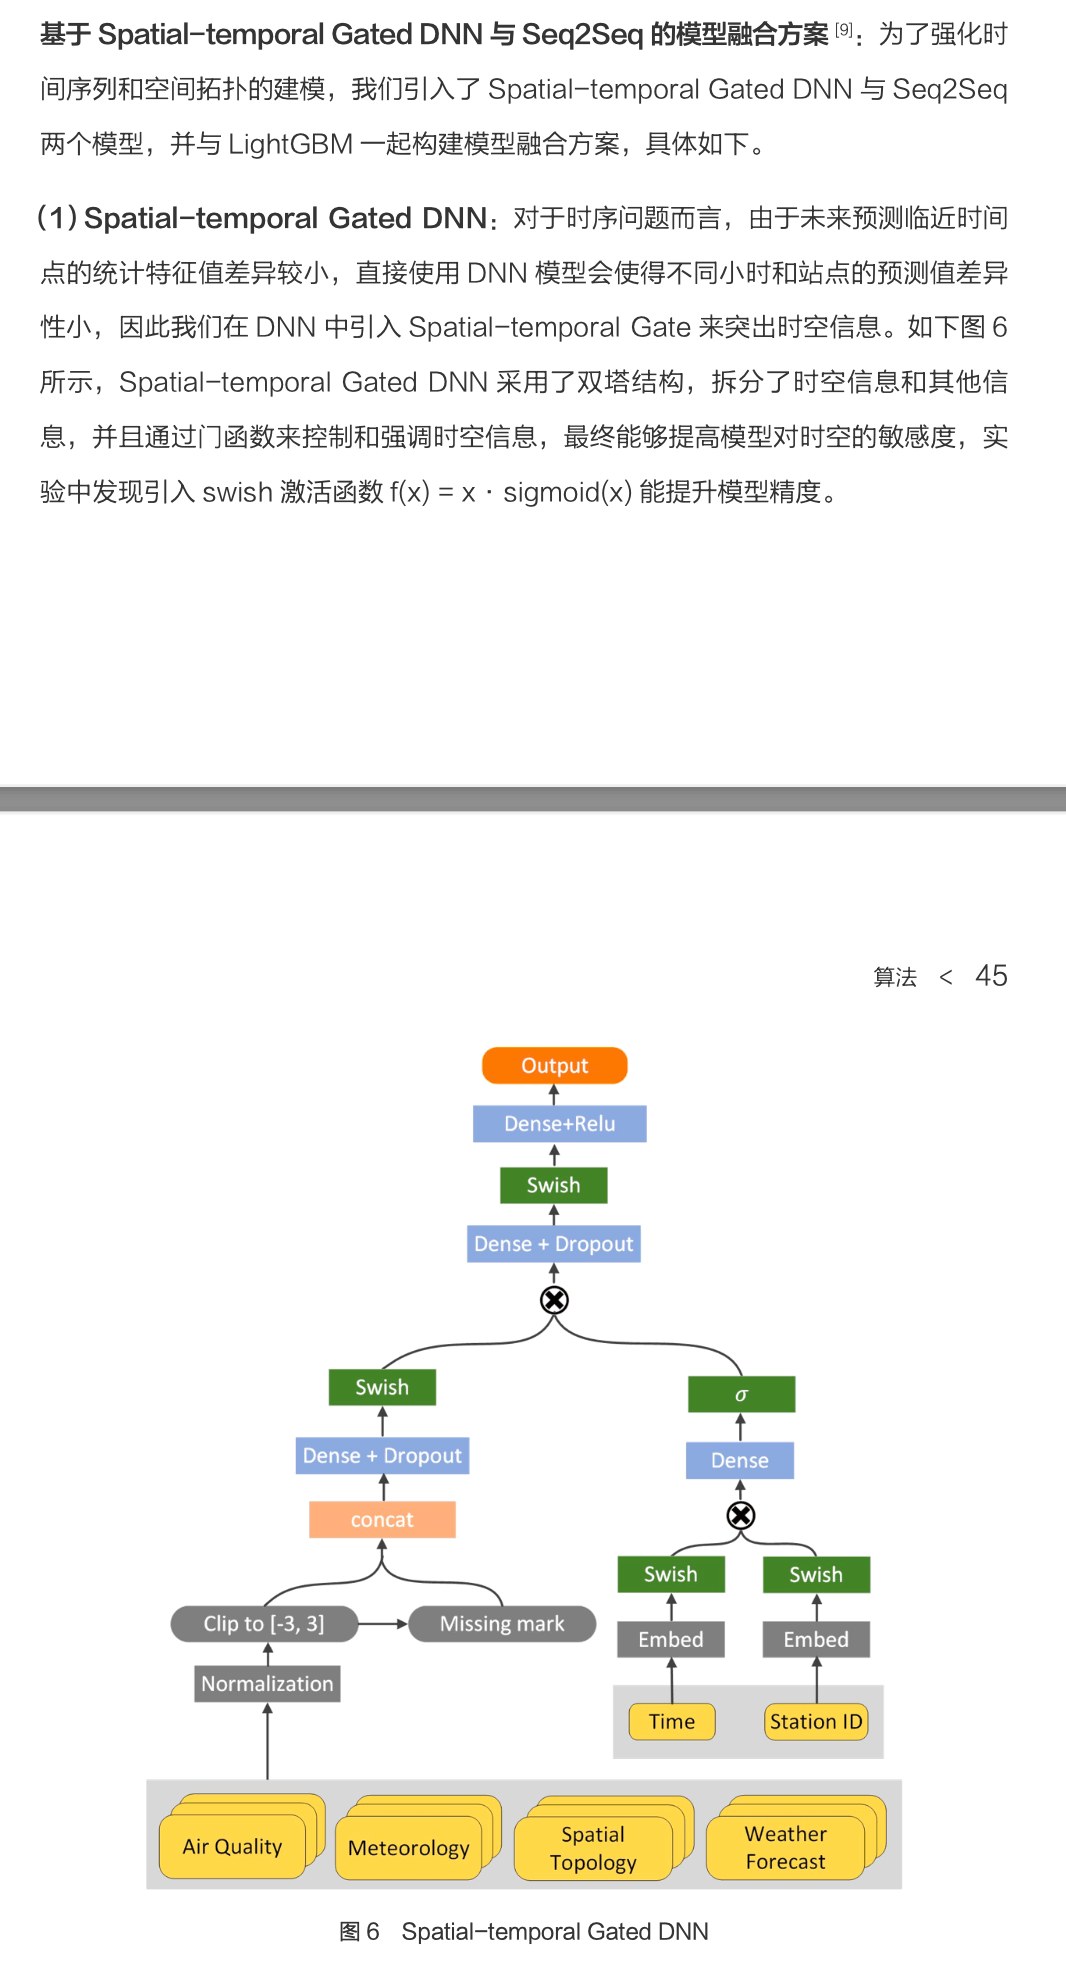 基于 Spatial-temporal Gated DNN 与 Seq2Seq 的模型融合方案 [9]：为了强化时
间序列和空间拓扑的建模，我们引入了 Spatial-temporal Gated DNN 与 Seq2Seq
两个模型，并与 LightGBM 一起构建模型融合方案，具体如下。
(1) Spatial-temporal Gated DNN：对于时序问题而言，由于未来预测临近时间
点的统计特征值差异较小，直接使用 DNN 模型会使得不同小时和站点的预测值差异
性小，因此我们在 DNN 中引入 Spatial-temporal Gate 来突出时空信息。如下图 6
所示，Spatial-temporal Gated DNN 采用了双塔结构，拆分了时空信息和其他信
息，并且通过门函数来控制和强调时空信息，最终能够提高模型对时空的敏感度，实
验中发现引入 swish 激活函数 f(x) = x · sigmoid(x) 能提升模型精度。
算法 < 45
Output
Dense+Relu
Swish
Dense + Dropout
Swish
σ
Dense + Dropout
Dense
concat
Swish
Swish
Clip to [-3, 3]
Missing mark
Embed
Embed
Normalization
Time
Station ID
Air Quality
Meteorology
Spatial
Topology
Weather
Forecast
图 6 Spatial-temporal Gated DNN